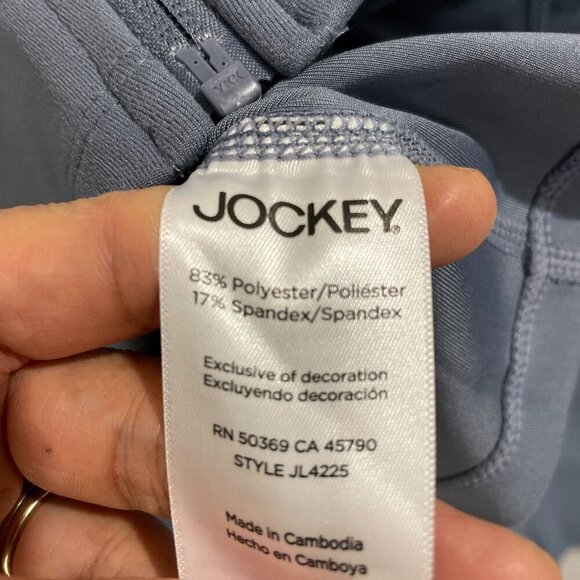 YKK
JOCKEY®
83% Polyester/Poliéster
17% Spandex/Spandex
Exclusive of decoration
Excluyendo decoración
RN 50369 CA 45790
STYLE JL4225
Made in Cambodia
Hecho en Camboya